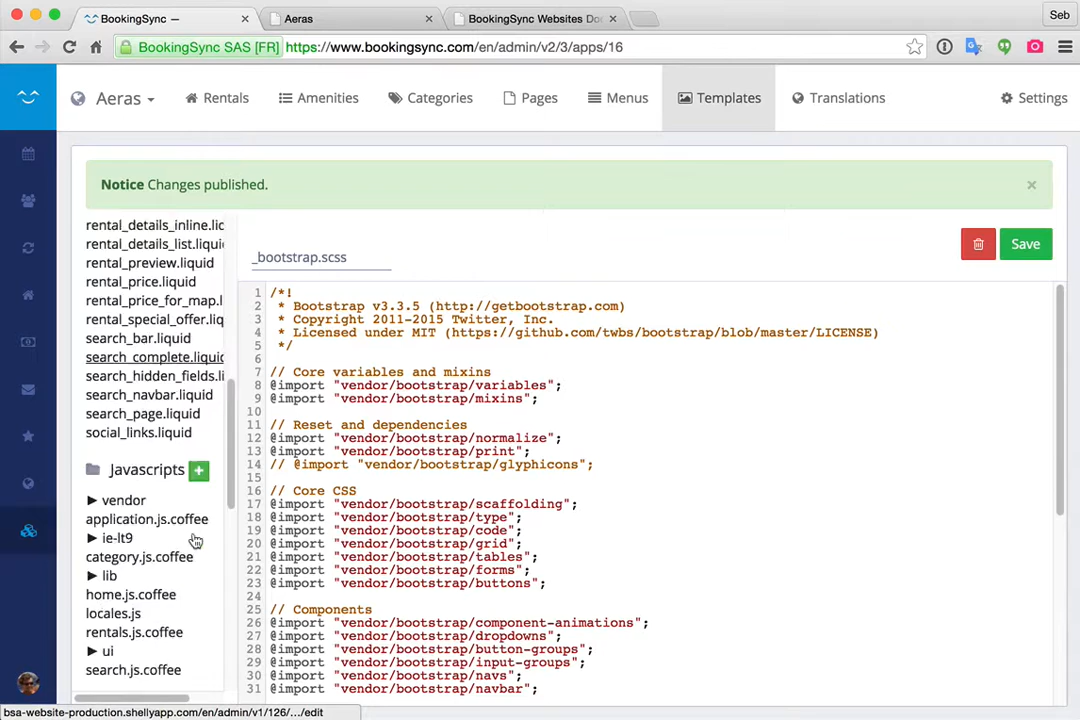 BookingSync —
Aeras
BookingSync Websites Do
Seb
BookingSync SAS [FR] https://www.bookingsync.com/en/admin/v2/3/apps/16
Aeras
Rentals
Amenities
Categories
Pages
Menus
Templates
Translations
Settings
Notice Changes published.
rental_details_inline.lic
rental_details_list.liquid
rental_preview.liquid
rental_price.liquid
rental_price_for_map.l
rental_special_offer.liq
search_bar.liquid
search_complete.liquid
search_hidden_fields.li
search_navbar.liquid
search_page.liquid
social_links.liquid
Javascripts
vendor
application.js.coffee
ie-lt9
category.js.coffee
lib
home.js.coffee
locales.js
rentals.js.coffee
ui
search.js.coffee
_bootstrap.scss
Save
1 /*!
2 * Bootstrap v3.3.5 (http://getbootstrap.com)
3 * Copyright 2011-2015 Twitter, Inc.
4 * Licensed under MIT (https://github.com/twbs/bootstrap/blob/master/LICENSE)
5 */
6
7 // Core variables and mixins
8 @import "vendor/bootstrap/variables";
9 @import "vendor/bootstrap/mixins";
10
11 // Reset and dependencies
12 @import "vendor/bootstrap/normalize";
13 @import "vendor/bootstrap/print";
14 // @import "vendor/bootstrap/glyphicons";
15
16 // Core CSS
17 @import "vendor/bootstrap/scaffolding";
18 @import "vendor/bootstrap/type";
19 @import "vendor/bootstrap/code";
20 @import "vendor/bootstrap/grid";
21 @import "vendor/bootstrap/tables";
22 @import "vendor/bootstrap/forms";
23 @import "vendor/bootstrap/buttons";
24
25 // Components
26 @import "vendor/bootstrap/component-animations";
27 @import "vendor/bootstrap/dropdowns";
28 @import "vendor/bootstrap/button-groups";
29 @import "vendor/bootstrap/input-groups";
30 @import "vendor/bootstrap/navs";
31 @import "vendor/bootstrap/navbar";
bsa-website-production.shellyapp.com/en/admin/v1/126/.../edit